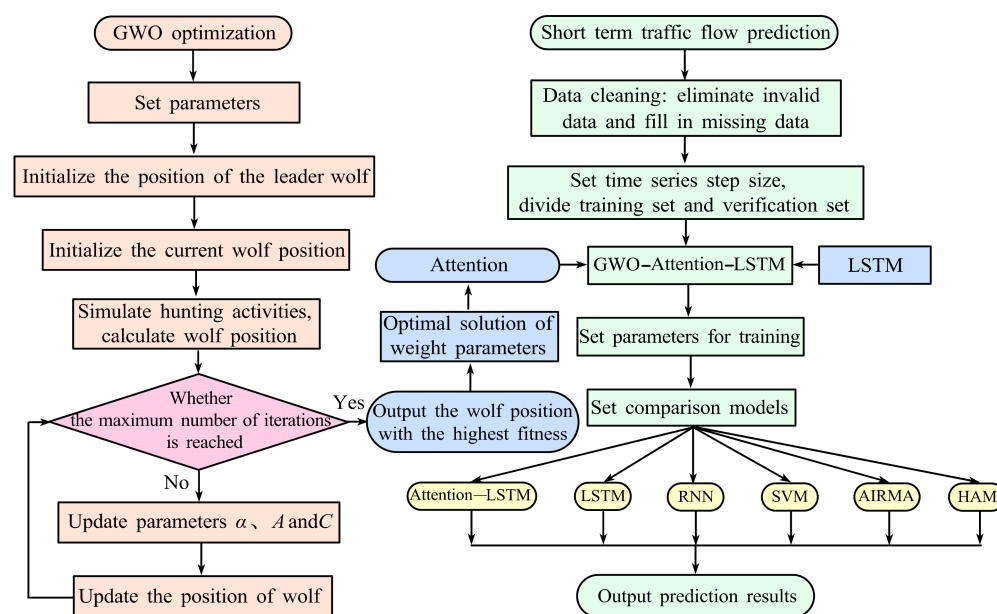 GWO optimization
Set parameters
Initialize the position of the leader wolf
Initialize the current wolf position
Simulate hunting activities,
calculate wolf position
Whether
the maximum number of iterations
is reached
Yes
No
Update parameters α、A andC
Update the position of wolf
Output the wolf position
with the highest fitness
Optimal solution of
weight parameters
Attention
Short term traffic flow prediction
Data cleaning: eliminate invalid
data and fill in missing data
Set time series step size,
divide training set and verification set
GWO-Attention-LSTM
LSTM
Set parameters for training
Set comparison models
Attention—LSTM
LSTM
RNN
SVM
AIRMA
HAM
Output prediction results